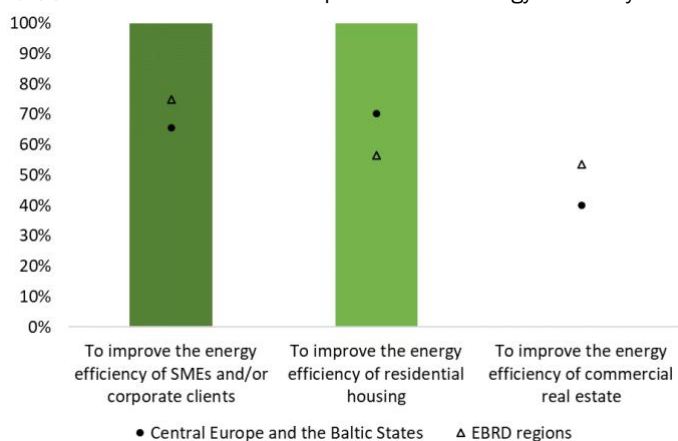 100%
90%
80%
70%
60%
50%
40%
30%
20%
10%
0%
To improve the energy
efficiency of SMEs and/or
corporate clients
To improve the energy
efficiency of residential
housing
To improve the energy
efficiency of commercial
real estate
● Central Europe and the Baltic States
△ EBRD regions